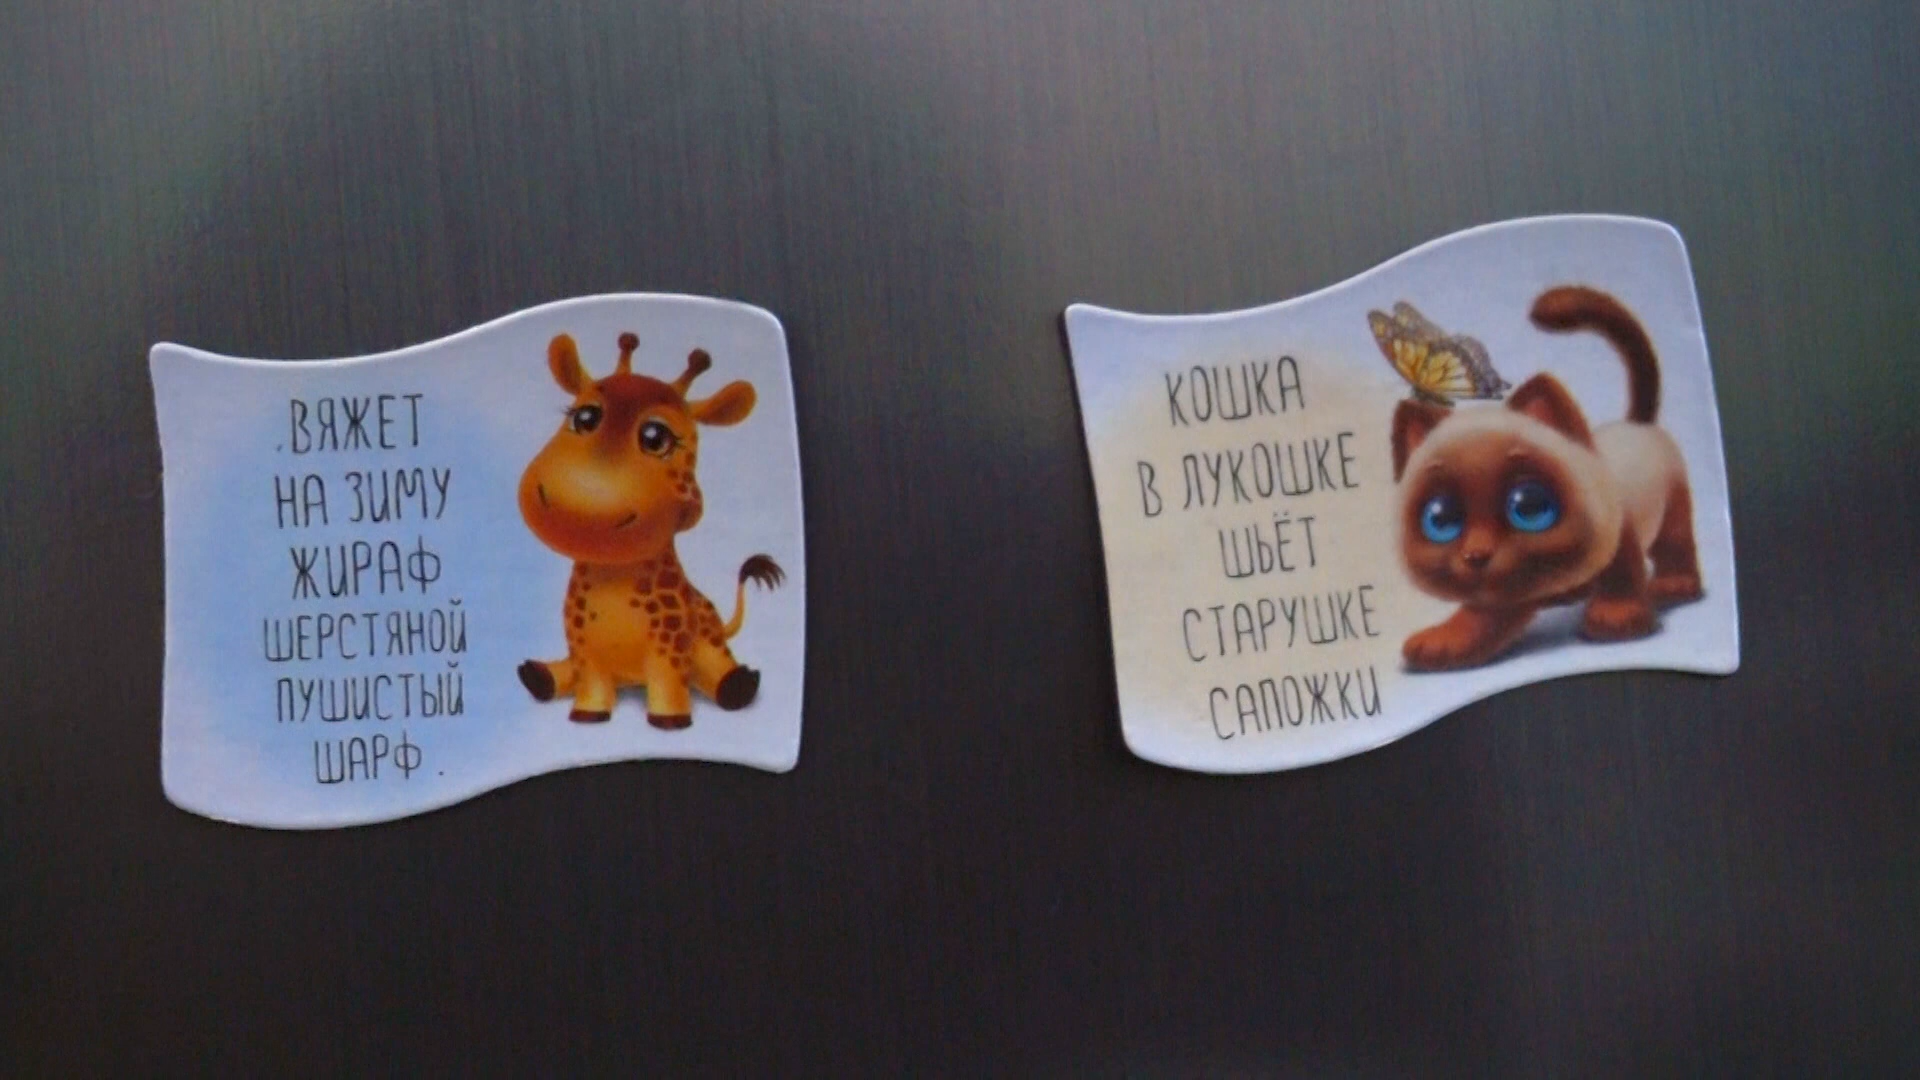 .ВЯЖЕТ
НА ЗИМУ
ЖИРАФ
ШЕРСТЯНОЙ
ПУШИСТЫЙ
ШАРФ .
КОШКА
В ЛУКОШКЕ
ШЬЁТ
СТАРУШКЕ
САПОЖКИ